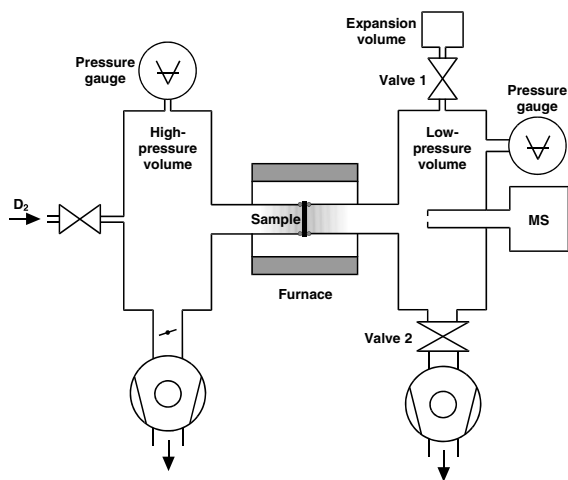 Expansion
volume
Pressure
gauge
Valve 1
Pressure
gauge
High-
pressure
volume
Low-
pressure
volume
D₂
Sample
MS
Furnace
Valve 2